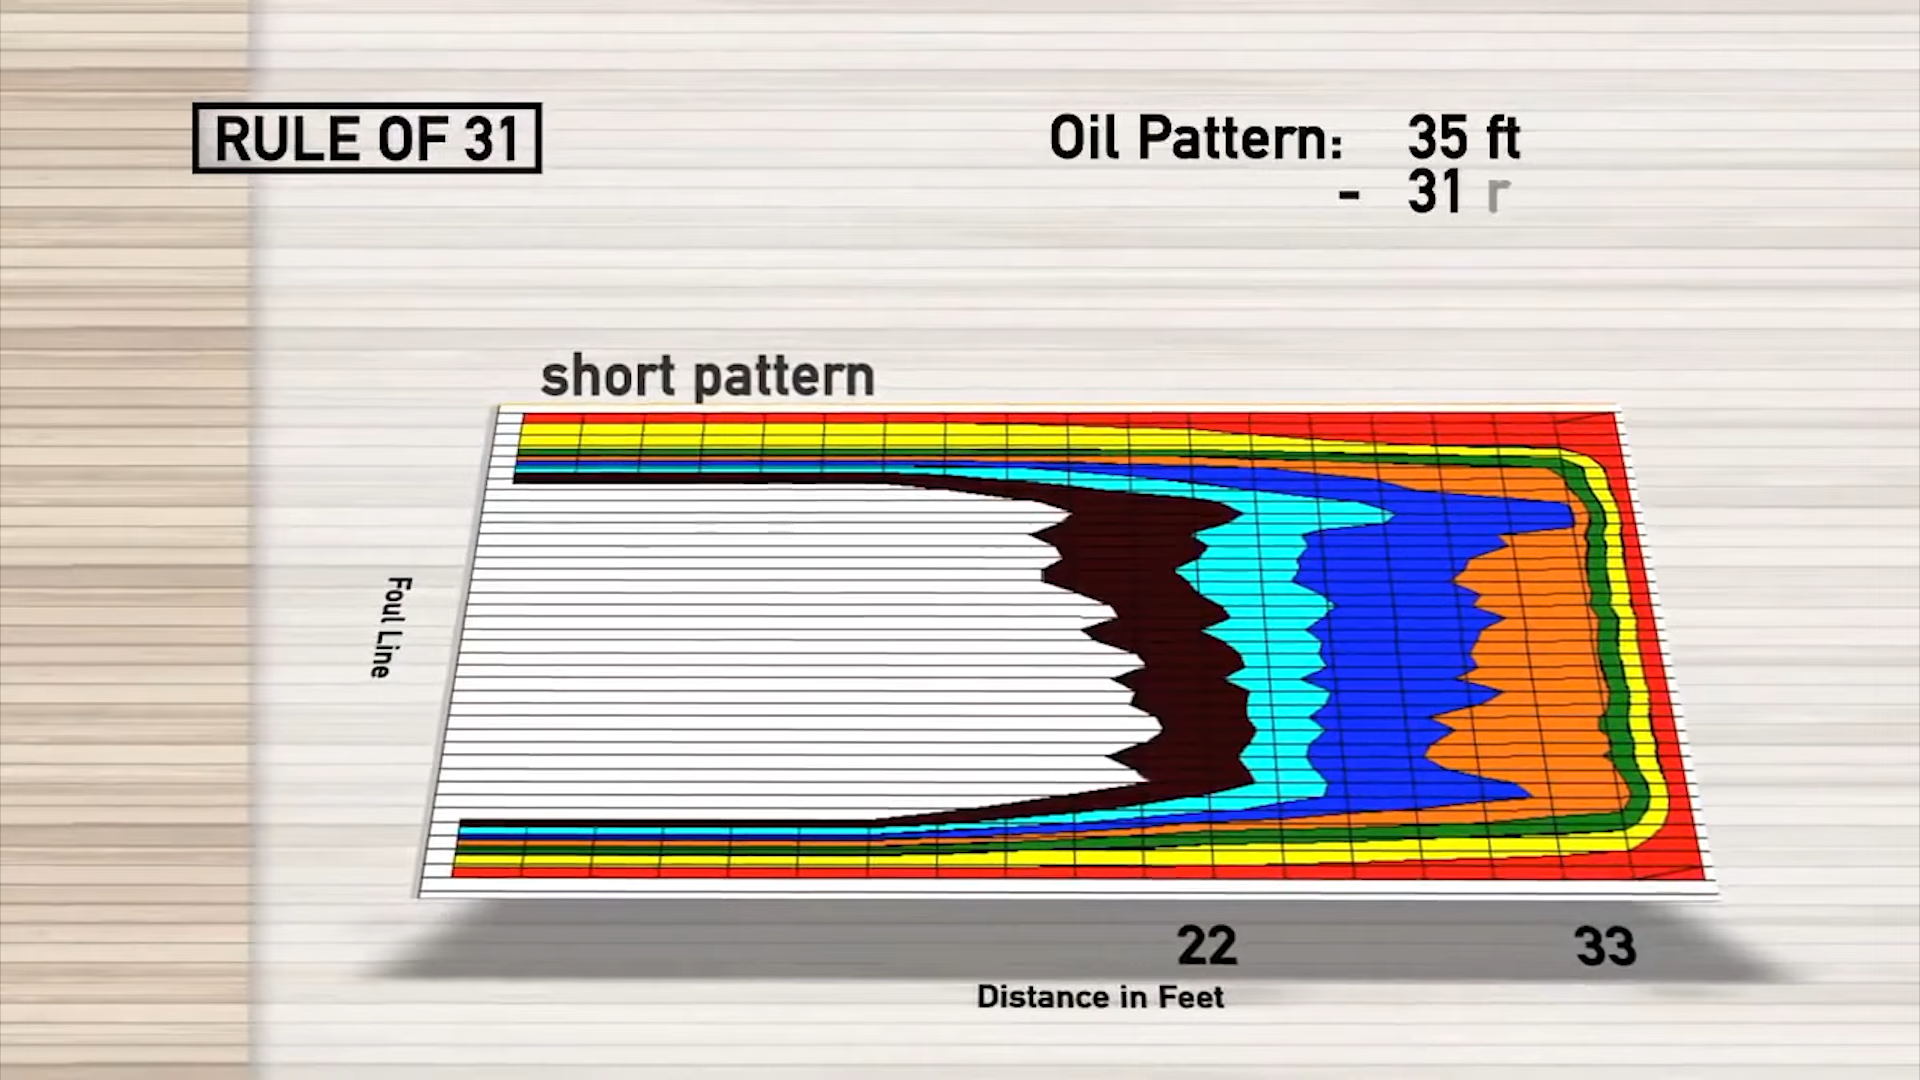 RULE OF 31
Oil Pattern: 35 ft
- 31 r
short pattern
Foul Line
22 33
Distance in Feet